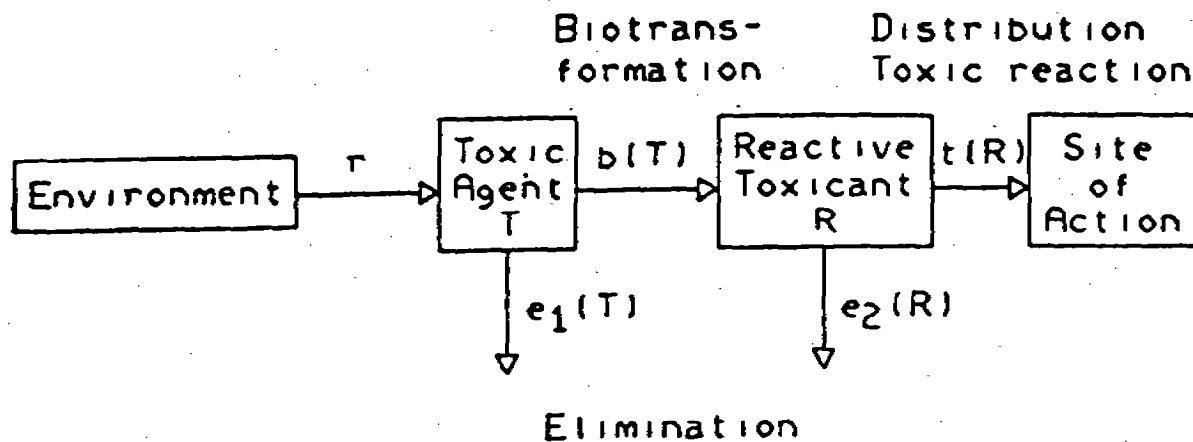 Biotrans-
formation
Distribution
Toxic reaction
Environment
r
Toxic
Agent
T
b(T)
Reactive
Toxicant
R
t(R)
Site
of
Action
e₁(T)
e₂(R)
Elimination